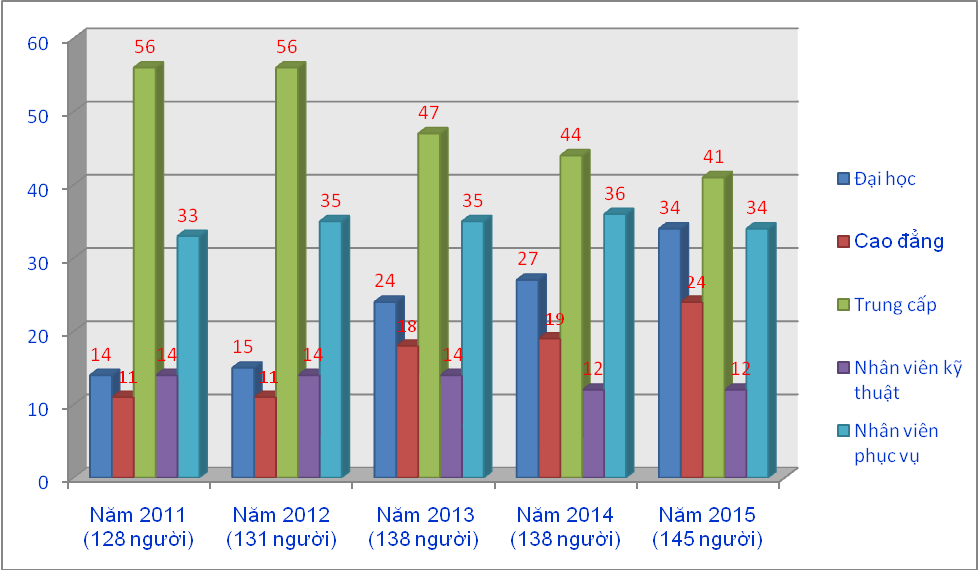 60
50
40
30
20
10
0
14
11
56
14
33
15
11
56
14
35
24
18
47
14
35
27
19
44
12
36
34
24
41
12
34
Năm 2011
(128 người)
Năm 2012
(131 người)
Năm 2013
(138 người)
Năm 2014
(138 người)
Năm 2015
(145 người)
Đại học
Cao đẳng
Trung cấp
Nhân viên kỹ
thuật
Nhân viên
phục vụ